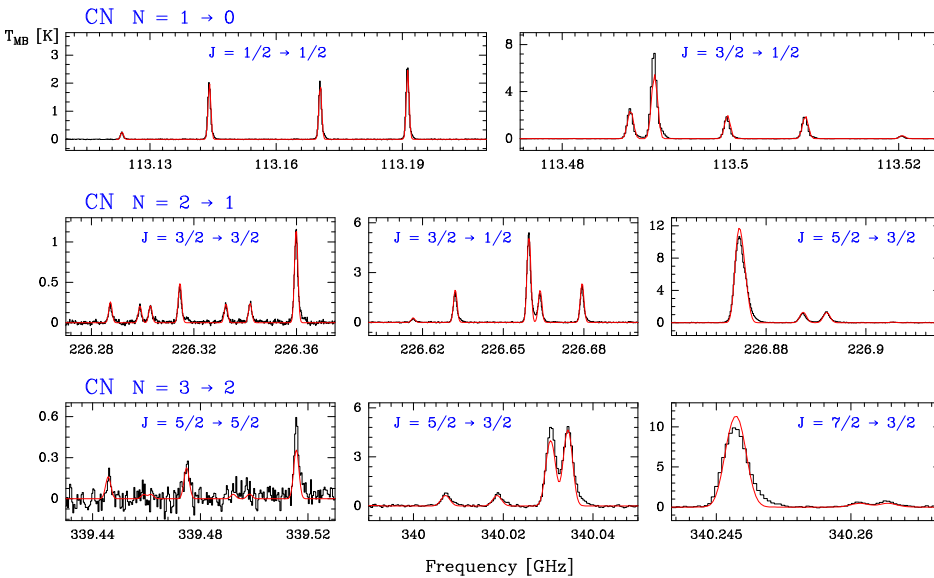 CN N = 1 → 0
T_MB [K]
J = 1/2 → 1/2
J = 3/2 → 1/2
3
2
1
0
8
4
0
113.13 113.16 113.19
113.48 113.5 113.52
CN N = 2 → 1
J = 3/2 → 3/2
J = 3/2 → 1/2
J = 5/2 → 3/2
1
0.5
0
6
3
0
12
8
4
0
226.28 226.32 226.36
226.62 226.65 226.68
226.88 226.9
CN N = 3 → 2
J = 5/2 → 5/2
J = 5/2 → 3/2
J = 7/2 → 3/2
0.6
0.3
0
6
4
2
0
10
5
0
339.44 339.48 339.52
340 340.02 340.04
340.245 340.26
Frequency [GHz]